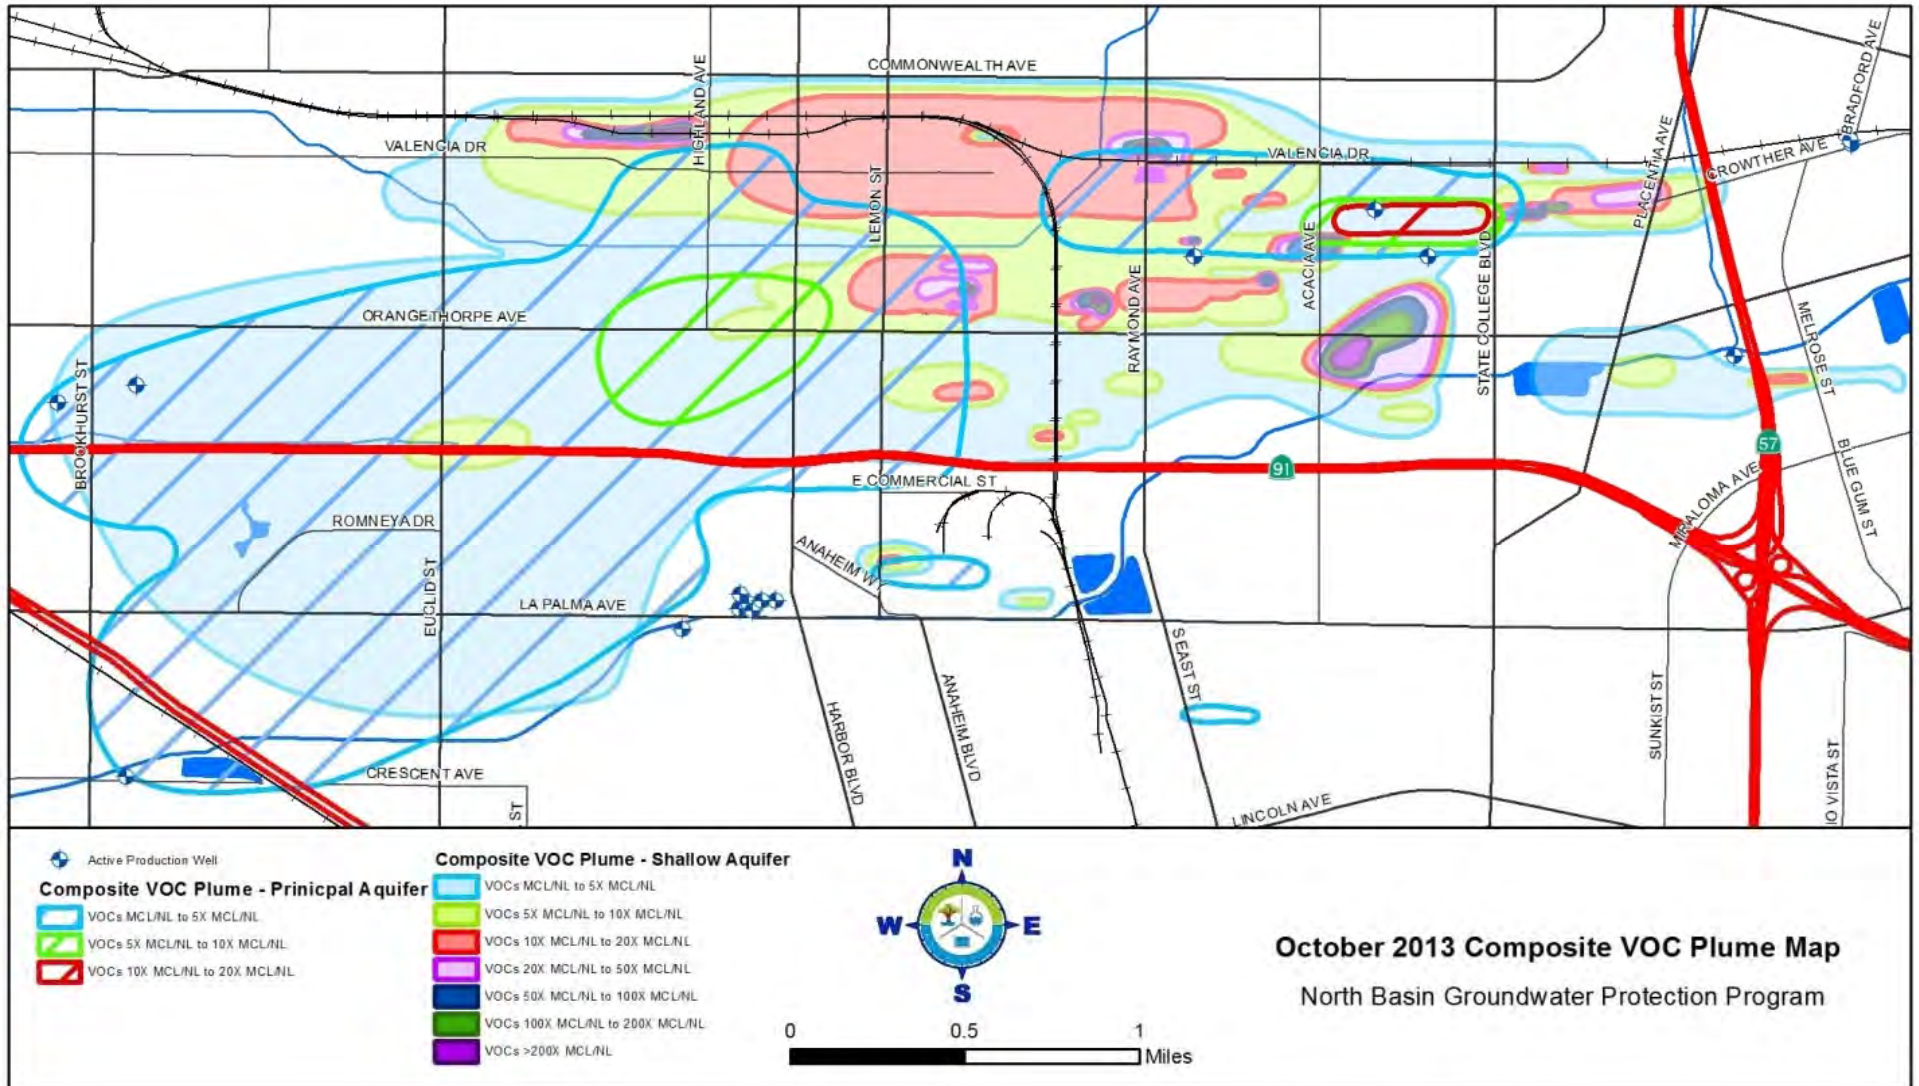 COMMONWEALTH AVE
HIGHLAND AVE
BRADFORD AVE
VALENCIA DR
VALENCIA DR
PLACENTIA AVE
CROWTHER AVE
LEMON ST
ACACIA AVE
STATE COLLEGE BLVD
RAYMOND AVE
ORANGETHORPE AVE
MELROSE ST
BROOKHURST ST
57
91
E COMMERCIAL ST
MIRALOMA AVE
BLUE GUM ST
ROMNEYA DR
ANAHEIM WY
EUCLID ST
LA PALMA AVE
S EAST ST
HARBOR BLVD
ANAHEIM BLVD
SUNKIST ST
IO VISTA ST
CRESCENT AVE
ST
LINCOLN AVE
Active Production Well
Composite VOC Plume - Prinicpal Aquifer
VOCs MCL/NL to 5X MCL/NL
VOCs 5X MCL/NL to 10X MCL/NL
VOCs 10X MCL/NL to 20X MCL/NL
Composite VOC Plume - Shallow Aquifer
VOCs MCL/NL to 5X MCL/NL
VOCs 5X MCL/NL to 10X MCL/NL
VOCs 10X MCL/NL to 20X MCL/NL
VOCs 20X MCL/NL to 50X MCL/NL
VOCs 50X MCL/NL to 100X MCL/NL
VOCs 100X MCL/NL to 200X MCL/NL
VOCs >200X MCL/NL
N
W E
S
0 0.5 1
Miles
October 2013 Composite VOC Plume Map
North Basin Groundwater Protection Program